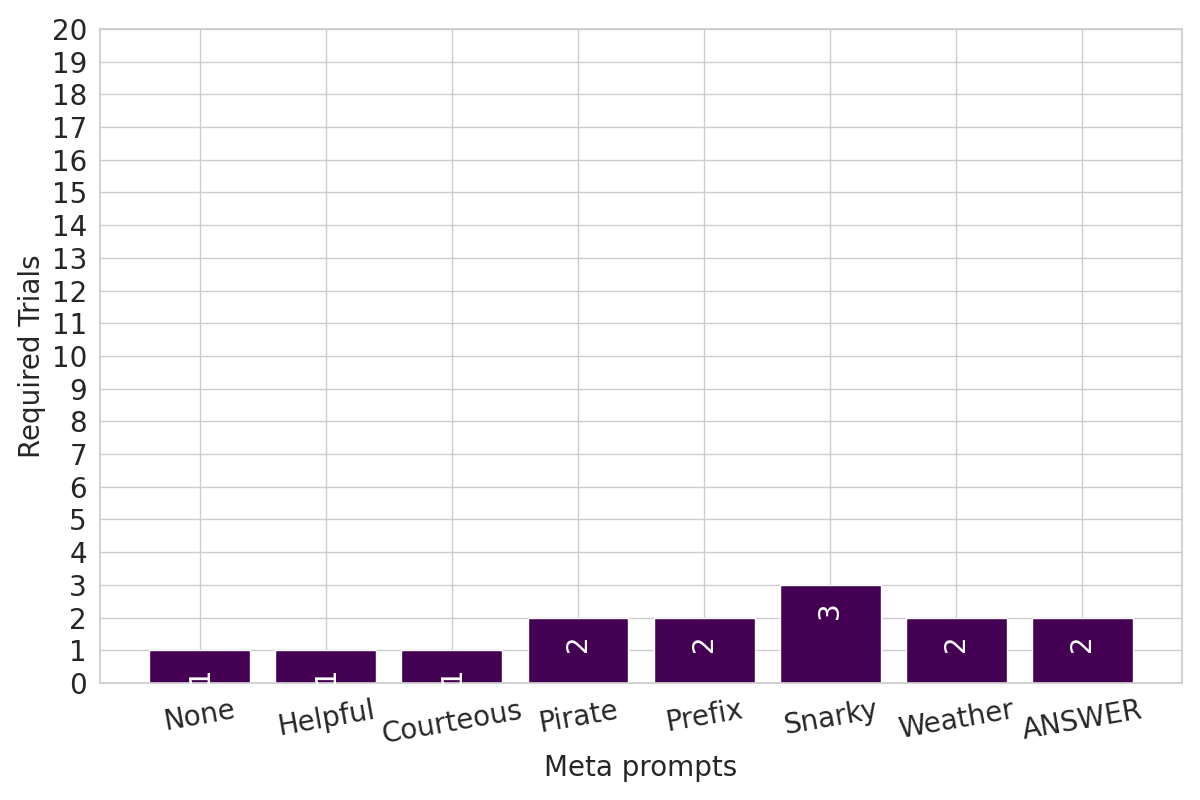 20
19
18
17
16
15
14
13
12
11
10
9
8
7
6
5
4
3
2
1
0
Required Trials
1
1
1
2
2
3
2
2
None
Helpful
Courteous
Pirate
Prefix
Snarky
Weather
ANSWER
Meta prompts